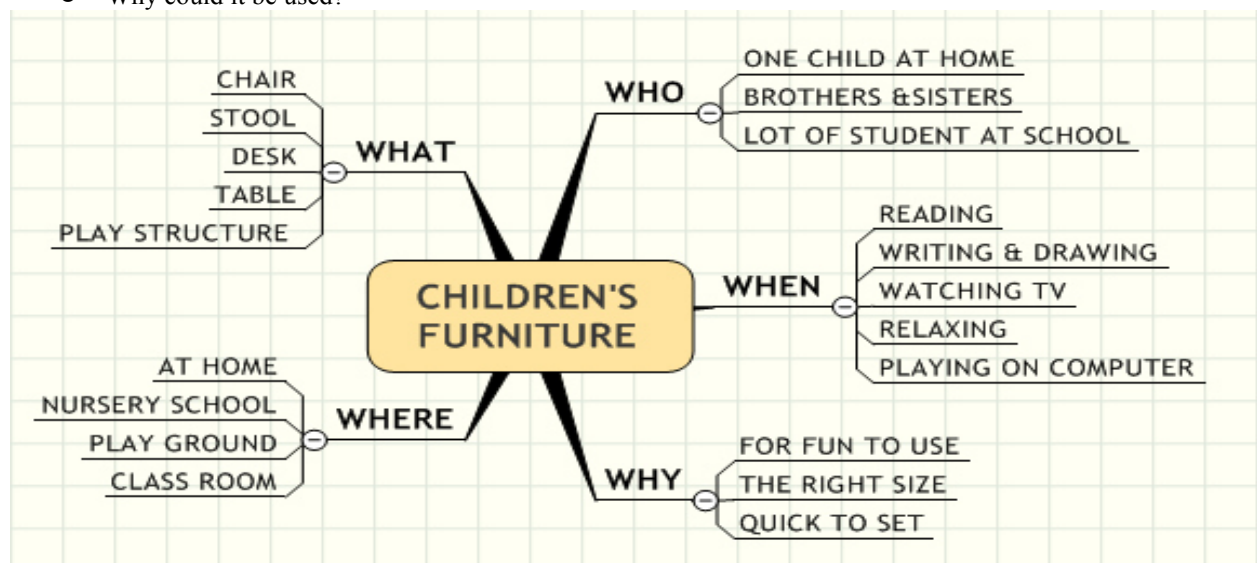 Why could it be used?
CHILDREN'S
FURNITURE
WHAT
CHAIR
STOOL
DESK
TABLE
PLAY STRUCTURE
WHO
ONE CHILD AT HOME
BROTHERS &SISTERS
LOT OF STUDENT AT SCHOOL
WHEN
READING
WRITING & DRAWING
WATCHING TV
RELAXING
PLAYING ON COMPUTER
WHERE
AT HOME
NURSERY SCHOOL
PLAY GROUND
CLASS ROOM
WHY
FOR FUN TO USE
THE RIGHT SIZE
QUICK TO SET